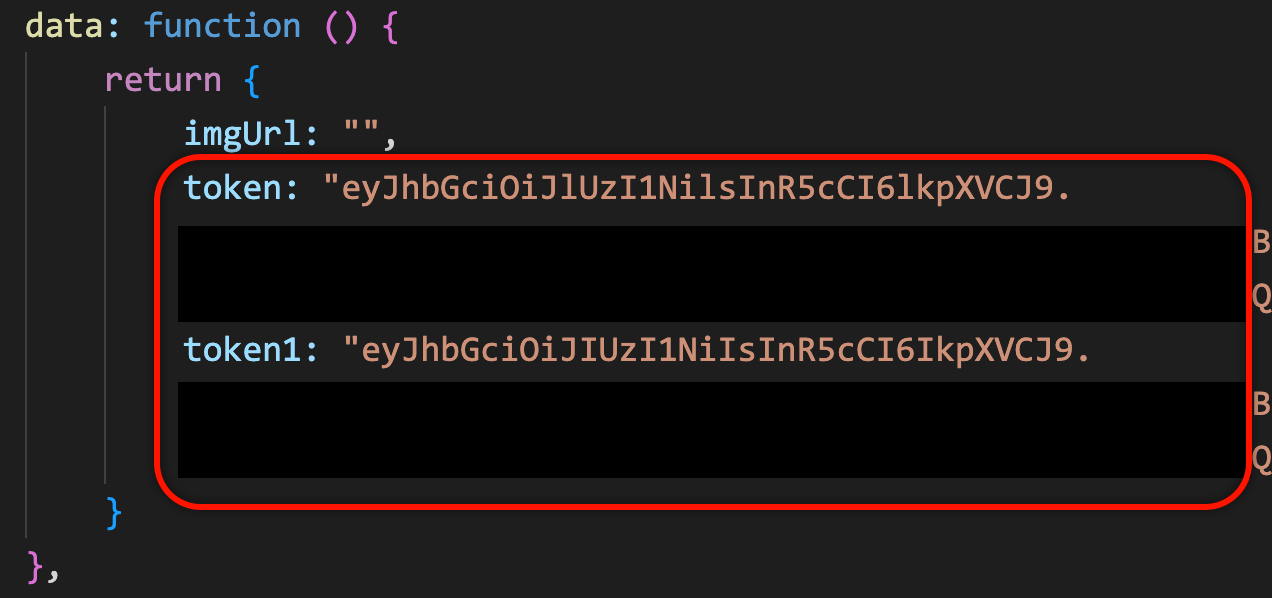 data: function () {
return {
imgUrl: "",
token: "eyJhbGciOiJlUzI1NilsInR5cCI6lkpXVCJ9.
B
Q
token1: "eyJhbGciOiJIUzI1NiIsInR5cCI6IkpXVCJ9.
B
Q
}
},